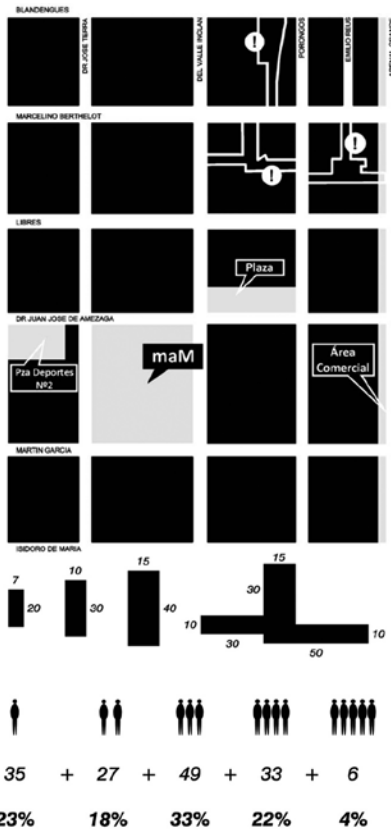 BLANDENGUES
DR JOSE TERRA
DEL VALLE INCLAN
PORONGOS
EMILIO REUS
!
MARCELINO BERTHELOT
!
!
LIBRES
Plaza
DR JUAN JOSE DE AMEZAGA
Pza Deportes
Nº2
maM
Área
Comercial
MARTIN GARCIA
ISIDORO DE MARIA
7
20
10
30
15
40
15
30
10
30
50
10
35 + 27 + 49 + 33 + 6
23% 18% 33% 22% 4%